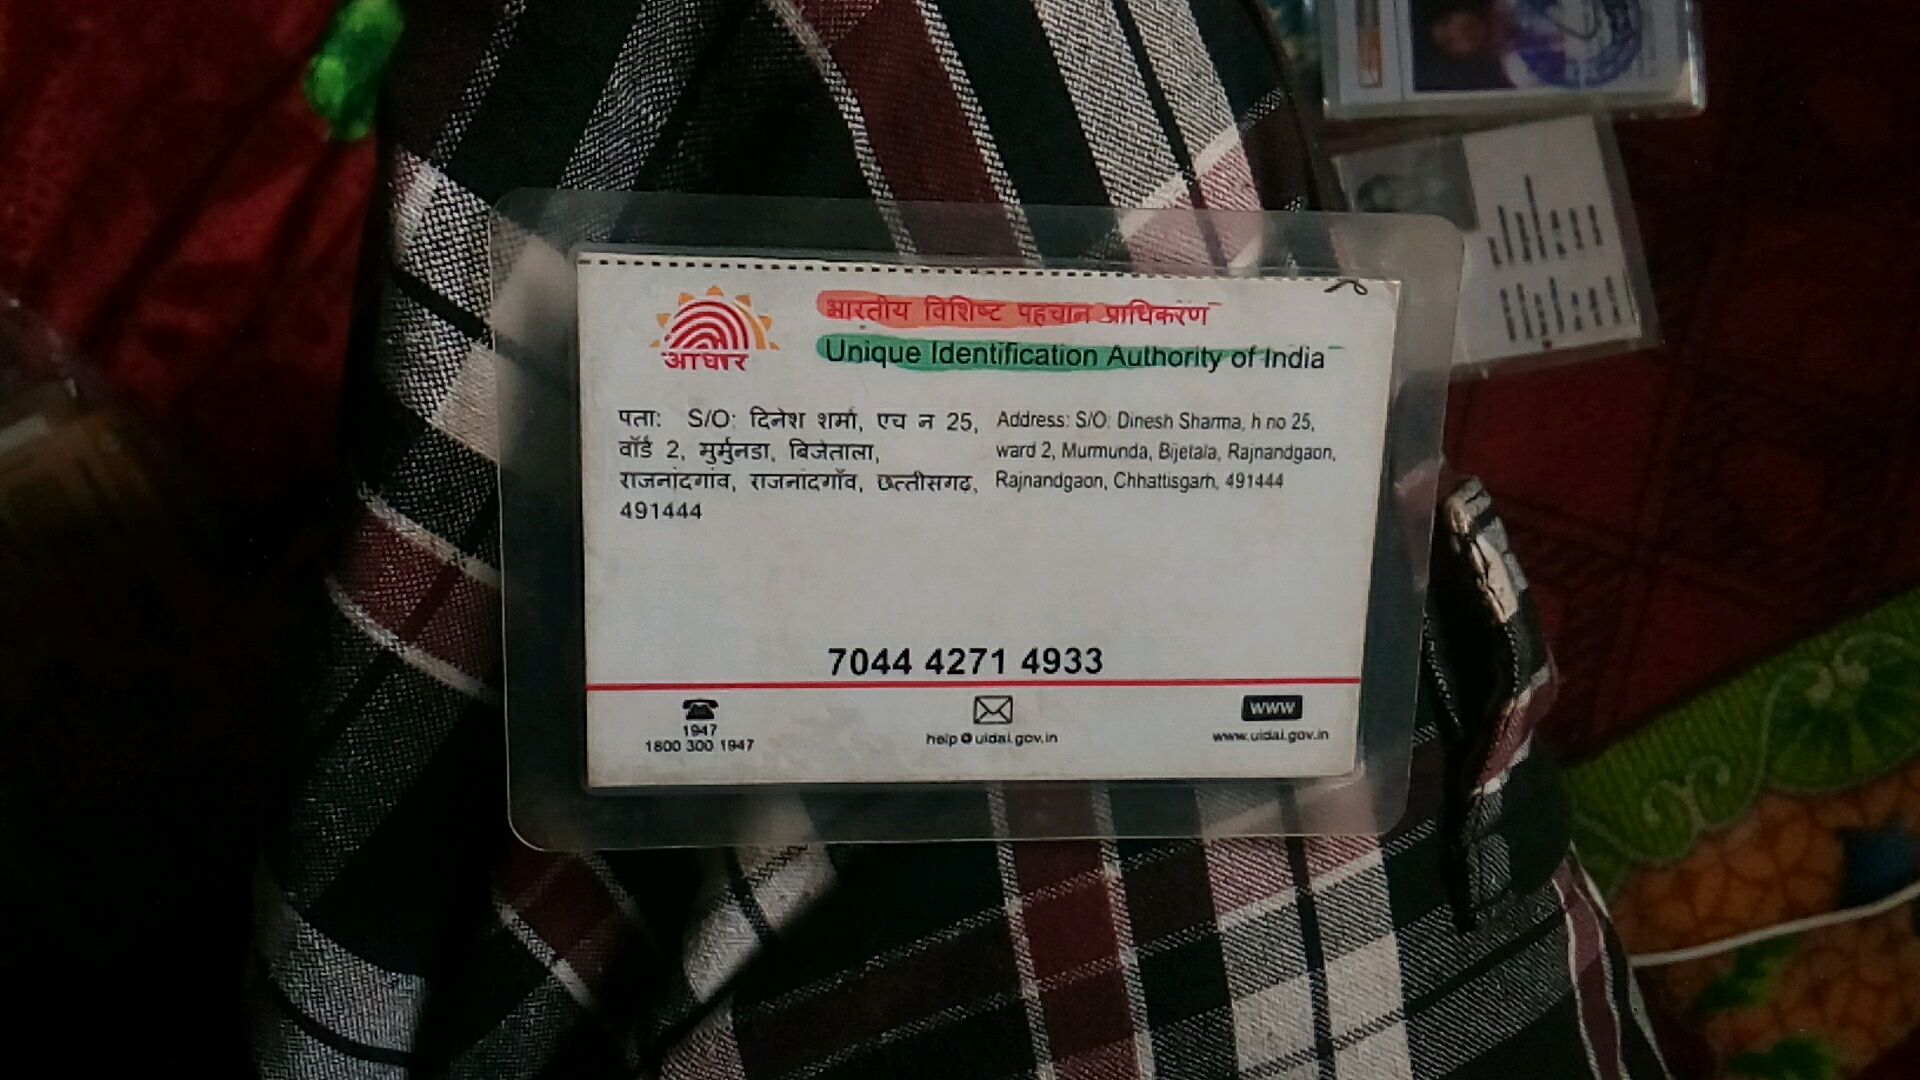 भारतीय विशिष्ट पहचान प्राधिकरण
Unique Identification Authority of India
आधार
पता: S/O: दिनेश शर्मा, एच न 25,
वॉर्ड 2, मुर्मुनडा, बिजेताला,
राजनांदगांव, राजनांदगाँव, छत्तीसगढ़,
491444
Address: S/O: Dinesh Sharma, h no 25,
ward 2, Murmunda, Bijetala, Rajnandgaon,
Rajnandgaon, Chhattisgarh, 491444
7044 4271 4933
1947
1800 300 1947
help@uidai.gov.in
www
www.uidai.gov.in